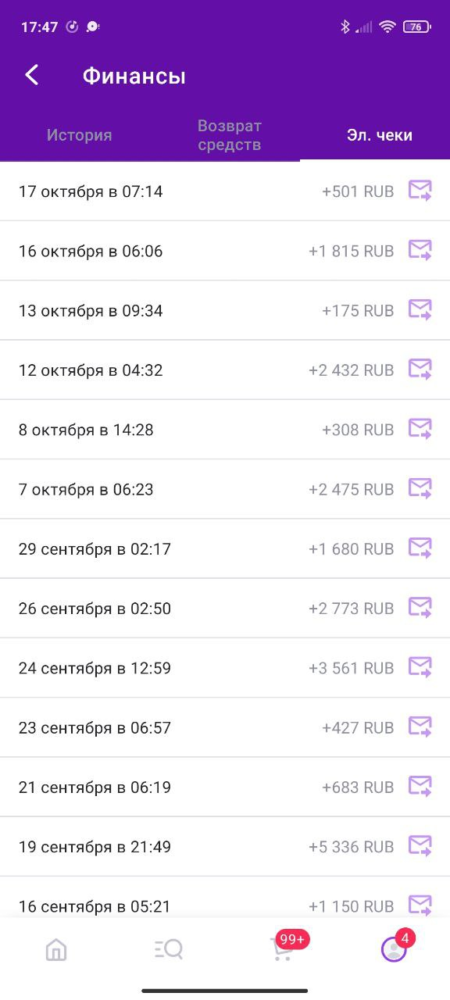 17:47
76
Финансы
История
Возврат
средств
Эл. чеки
17 октября в 07:14 +501 RUB
16 октября в 06:06 +1 815 RUB
13 октября в 09:34 +175 RUB
12 октября в 04:32 +2 432 RUB
8 октября в 14:28 +308 RUB
7 октября в 06:23 +2 475 RUB
29 сентября в 02:17 +1 680 RUB
26 сентября в 02:50 +2 773 RUB
24 сентября в 12:59 +3 561 RUB
23 сентября в 06:57 +427 RUB
21 сентября в 06:19 +683 RUB
19 сентября в 21:49 +5 336 RUB
16 сентября в 05:21 +1 150 RUB
99+
4